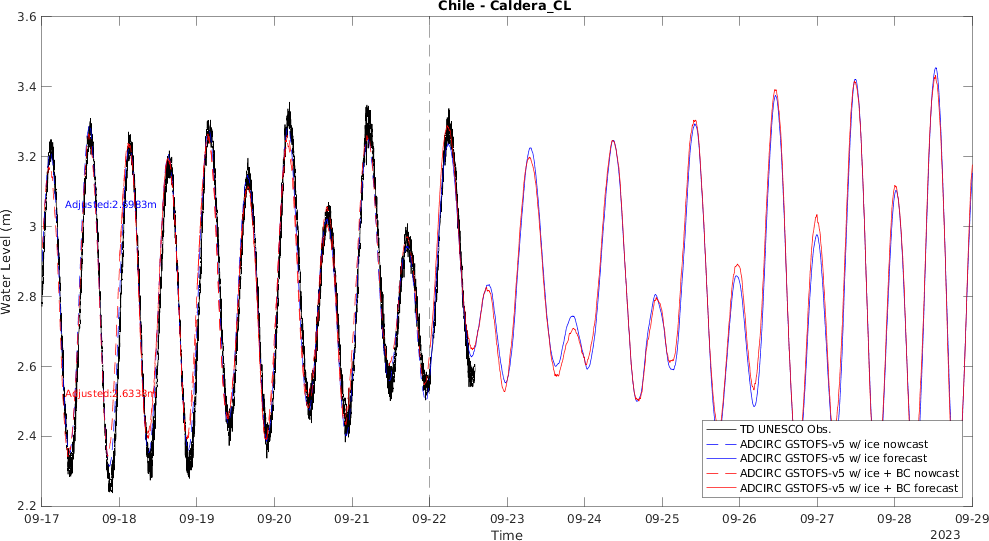 Chile - Caldera_CL
3.6
3.4
3.2
3
2.8
2.6
2.4
2.2
Water Level (m)
Adjusted:2.6983m
Adjusted:2.6338m
TD UNESCO Obs.
ADCIRC GSTOFS-v5 w/ ice nowcast
ADCIRC GSTOFS-v5 w/ ice forecast
ADCIRC GSTOFS-v5 w/ ice + BC nowcast
ADCIRC GSTOFS-v5 w/ ice + BC forecast
09-17 09-18 09-19 09-20 09-21 09-22 09-23 09-24 09-25 09-26 09-27 09-28 09-29
Time
2023